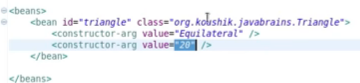 <beans>
<bean id="triangle" class="org.koushik.javabrains.Triangle">
<constructor-arg value="Equilateral" />
<constructor-arg value="20" />
</bean>
</beans>